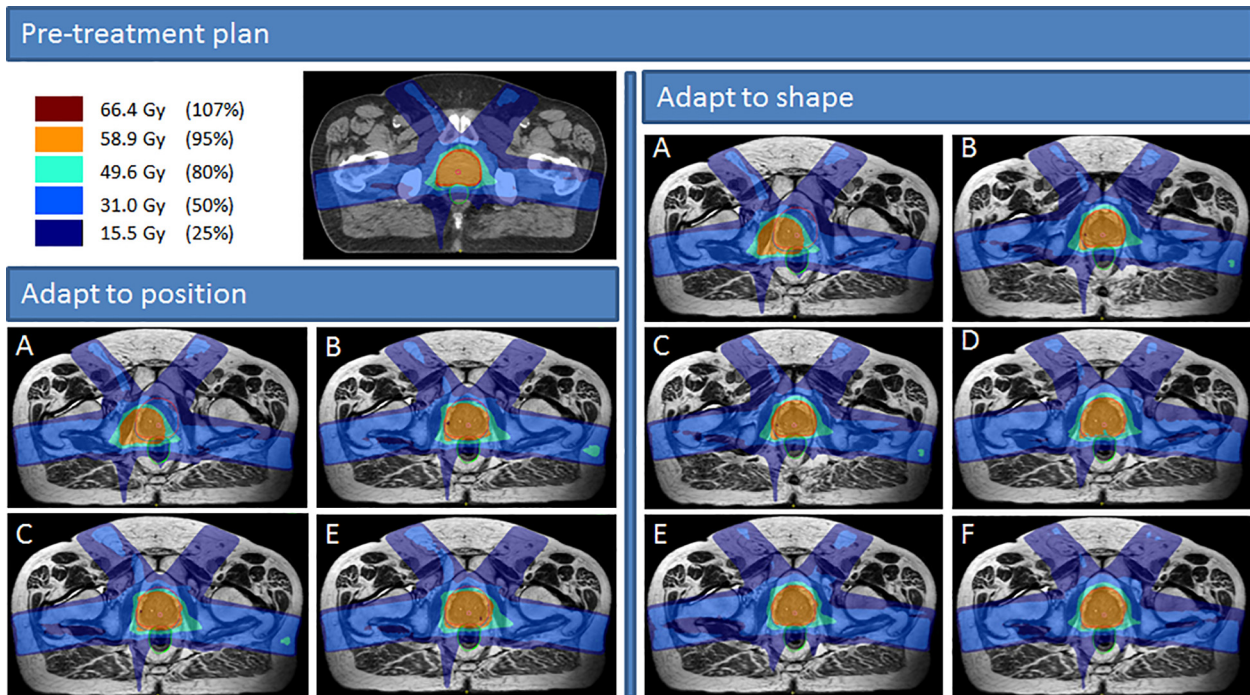 Pre-treatment plan
66.4 Gy (107%)
58.9 Gy (95%)
49.6 Gy (80%)
31.0 Gy (50%)
15.5 Gy (25%)
Adapt to position
A
B
C
E
Adapt to shape
A
B
C
D
E
F